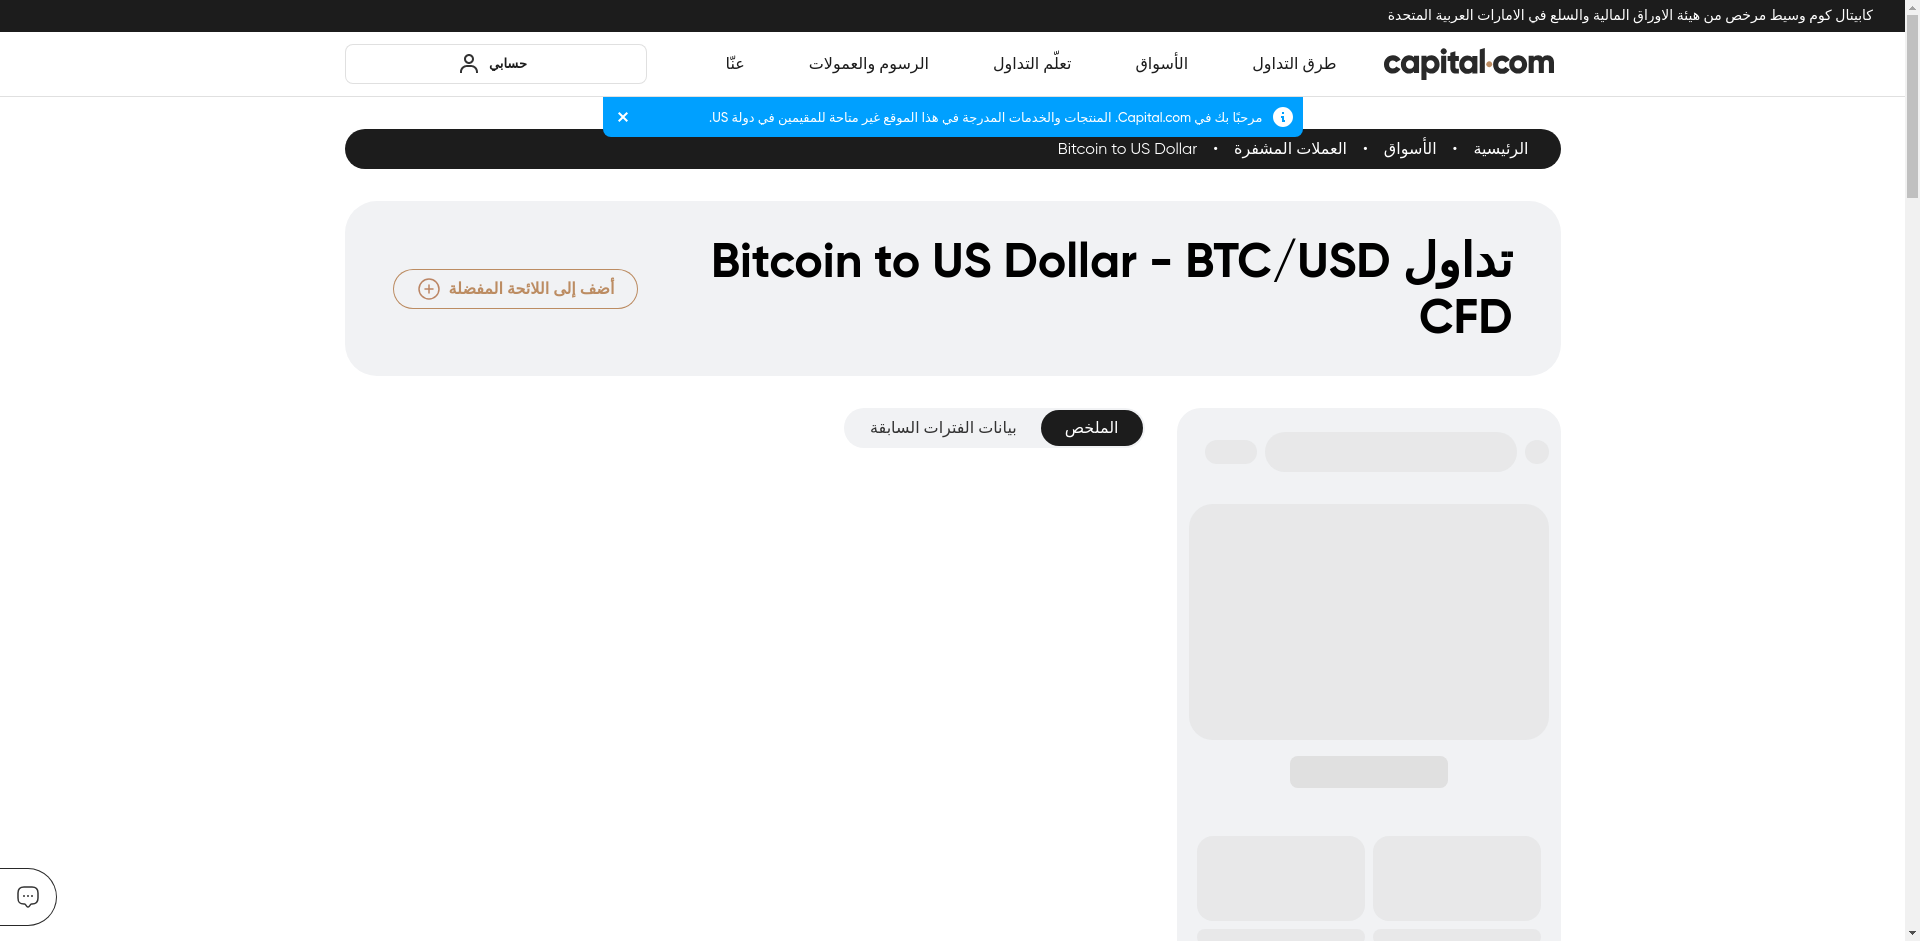 كابيتال كوم وسيط مرخص من هيئة الاوراق المالية والسلع في الامارات العربية المتحدة
capital.com
طرق التداول
الأسواق
تعلّم التداول
الرسوم والعمولات
عنّا
حسابي
مرحبًا بك في Capital.com. المنتجات والخدمات المدرجة في هذا الموقع غير متاحة للمقيمين في دولة US.
الرئيسية • الأسواق • العملات المشفرة • Bitcoin to US Dollar
تداول Bitcoin to US Dollar - BTC/USD
CFD
أضف إلى اللائحة المفضلة
الملخص
بيانات الفترات السابقة